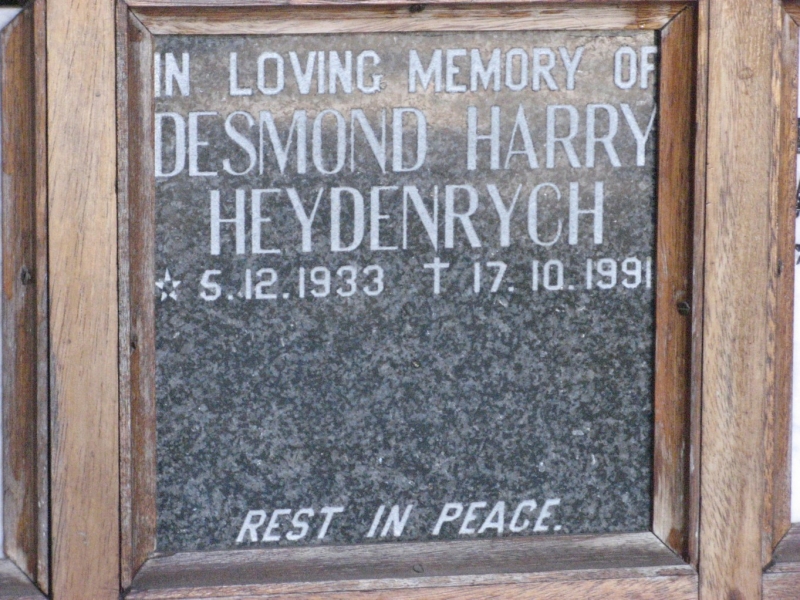 IN LOVING MEMORY OF
DESMOND HARRY
HEYDENRYCH
☆ 5.12.1933 † 17.10.1991
REST IN PEACE.